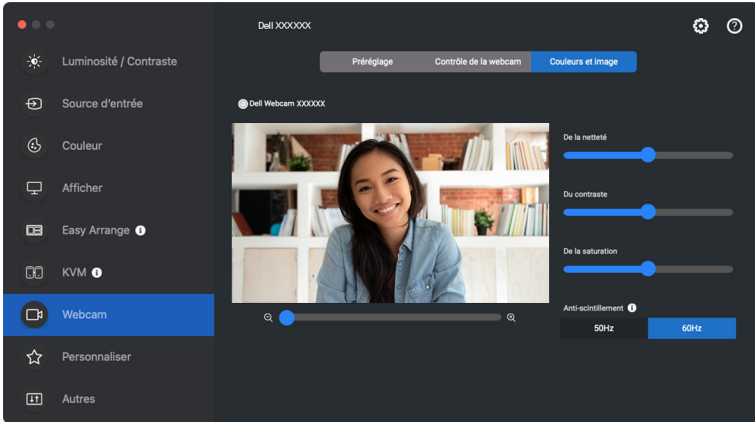 Dell XXXXXX
Luminosité / Contraste
Source d'entrée
Couleur
Afficher
Easy Arrange
KVM
Webcam
Personnaliser
Autres
Préréglage
Contrôle de la webcam
Couleurs et image
Dell Webcam XXXXXX
De la netteté
Du contraste
De la saturation
Anti-scintillement
50Hz
60Hz